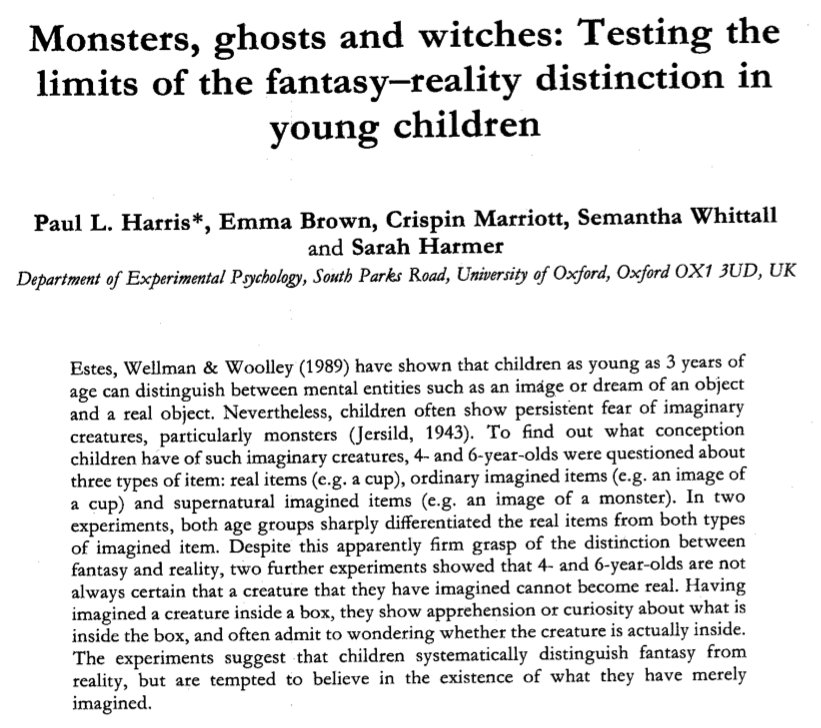 Monsters, ghosts and witches: Testing the
limits of the fantasy–reality distinction in
young children
Paul L. Harris*, Emma Brown, Crispin Marriott, Semantha Whittall
and Sarah Harmer
Department of Experimental Psychology, South Parks Road, University of Oxford, Oxford OX1 3UD, UK
Estes, Wellman & Woolley (1989) have shown that children as young as 3 years of
age can distinguish between mental entities such as an image or dream of an object
and a real object. Nevertheless, children often show persistent fear of imaginary
creatures, particularly monsters (Jersild, 1943). To find out what conception
children have of such imaginary creatures, 4- and 6-year-olds were questioned about
three types of item: real items (e.g. a cup), ordinary imagined items (e.g. an image of
a cup) and supernatural imagined items (e.g. an image of a monster). In two
experiments, both age groups sharply differentiated the real items from both types
of imagined item. Despite this apparently firm grasp of the distinction between
fantasy and reality, two further experiments showed that 4- and 6-year-olds are not
always certain that a creature that they have imagined cannot become real. Having
imagined a creature inside a box, they show apprehension or curiosity about what is
inside the box, and often admit to wondering whether the creature is actually inside.
The experiments suggest that children systematically distinguish fantasy from
reality, but are tempted to believe in the existence of what they have merely
imagined.